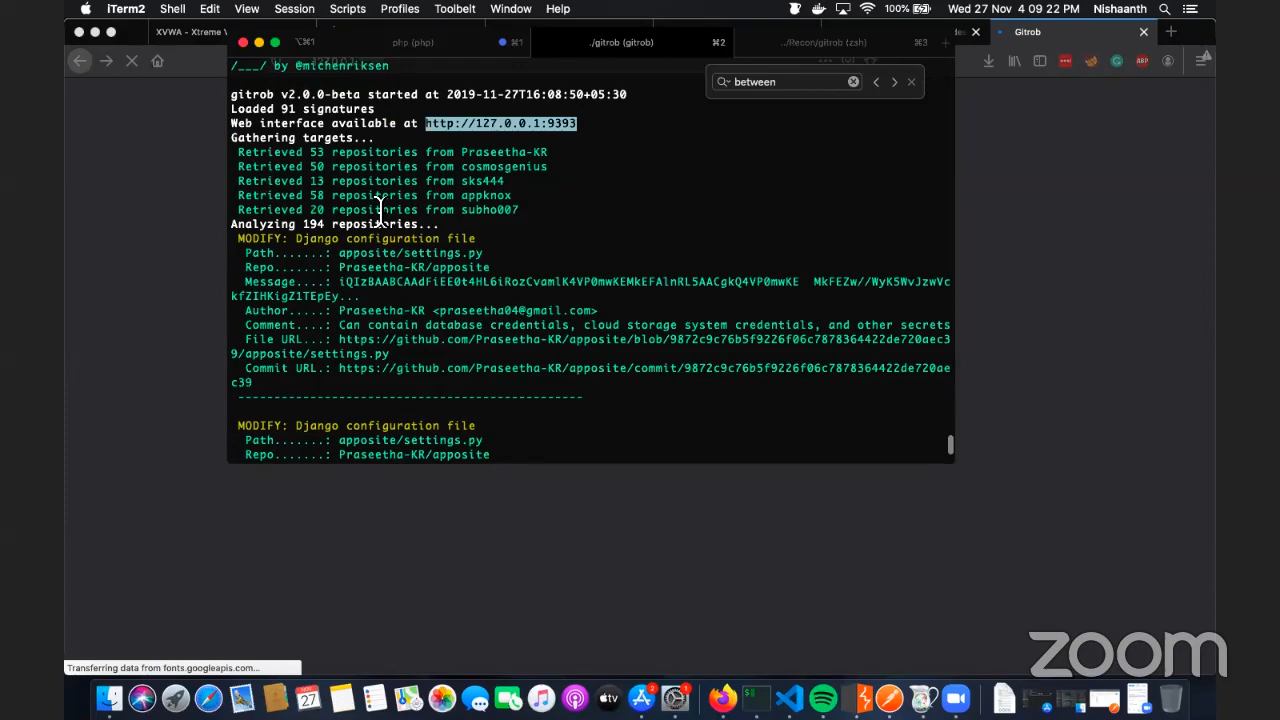 iTerm2 Shell Edit View Session Scripts Profiles Toolbelt Window Help 100% Wed 27 Nov 4 09 22 PM Nishaanth
XVWA - Xtreme V
Gitrob
⌥⌘1 php (php) ⌘1 ./gitrob (gitrob) ⌘2 ../Recon/gitrob (zsh) ⌘3
/___/ by @michenriksen
between
gitrob v2.0.0-beta started at 2019-11-27T16:08:50+05:30
Loaded 91 signatures
Web interface available at http://127.0.0.1:9393
Gathering targets...
Retrieved 53 repositories from Praseetha-KR
Retrieved 50 repositories from cosmosgenius
Retrieved 13 repositories from sks444
Retrieved 58 repositories from appknox
Retrieved 20 repositories from subho007
Analyzing 194 repositories...
MODIFY: Django configuration file
Path.......: apposite/settings.py
Repo.......: Praseetha-KR/apposite
Message....: iQIzBAABCAAdFiEE0t4HL6iRozCvamlK4VP0mwKEMkEFAlnRL5AACgkQ4VP0mwKE MkFEZw//WyK5WvJzwVc
kfZIHKigZ1TEpEy...
Author.....: Praseetha-KR <praseetha04@gmail.com>
Comment....: Can contain database credentials, cloud storage system credentials, and other secrets
File URL...: https://github.com/Praseetha-KR/apposite/blob/9872c9c76b5f9226f06c7878364422de720aec3
9/apposite/settings.py
Commit URL.: https://github.com/Praseetha-KR/apposite/commit/9872c9c76b5f9226f06c7878364422de720ae
c39
------------------------------------------------
MODIFY: Django configuration file
Path.......: apposite/settings.py
Repo.......: Praseetha-KR/apposite
zoom
Transferring data from fonts.googleapis.com...